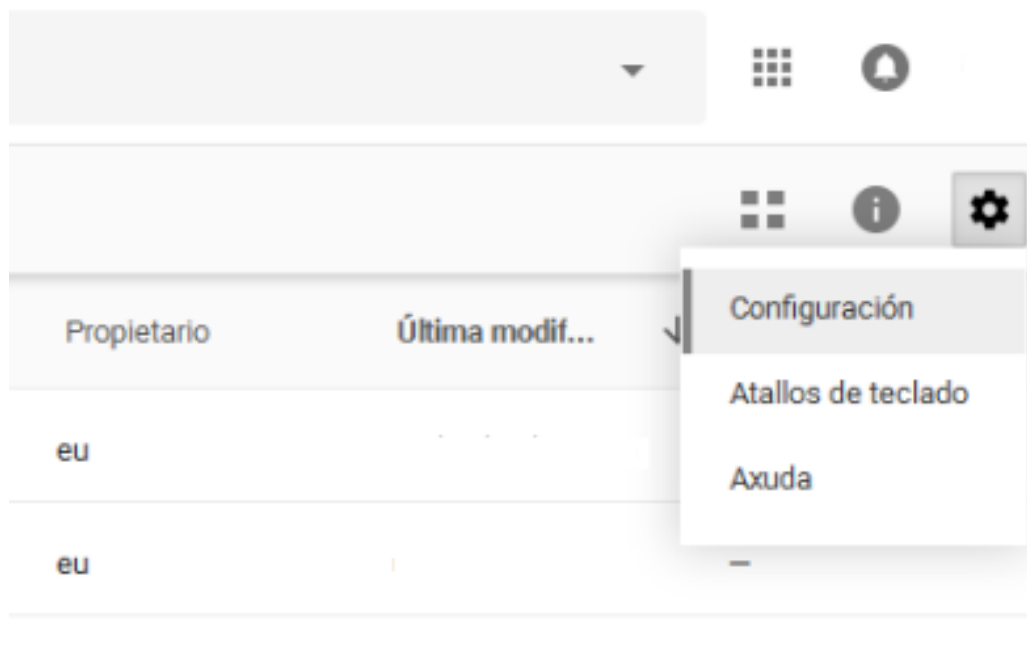 Configuración
Propietario Última modif...
Atallos de teclado
eu
Axuda
eu –